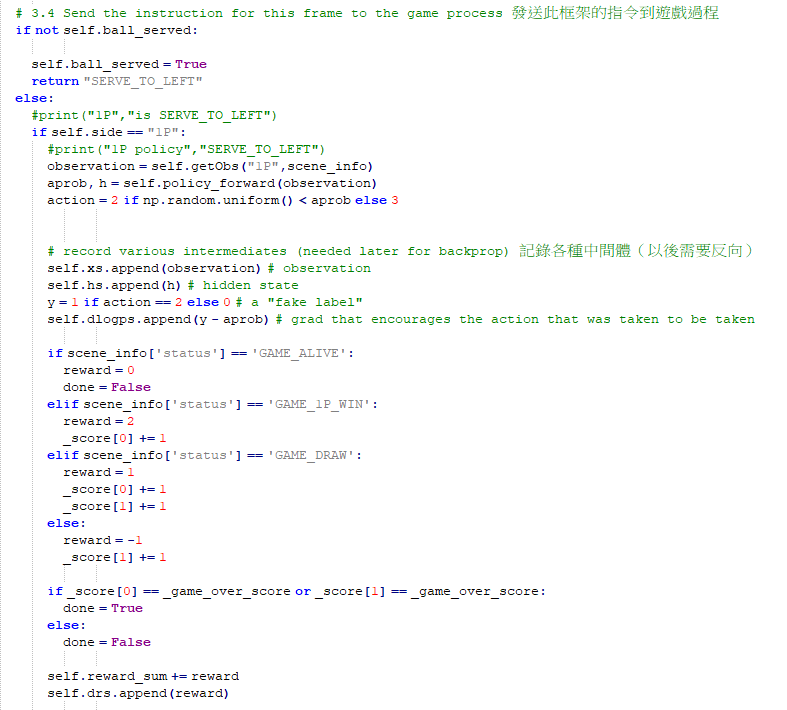 # 3.4 Send the instruction for this frame to the game process 發送此框架的指令到遊戲過程
if not self.ball_served:
self.ball_served = True
return "SERVE_TO_LEFT"
else:
#print("1P","is SERVE_TO_LEFT")
if self.side == "1P":
#print("1P policy","SERVE_TO_LEFT")
observation = self.getObs("1P",scene_info)
aprob, h = self.policy_forward(observation)
action = 2 if np.random.uniform() < aprob else 3
# record various intermediates (needed later for backprop) 記錄各種中間體（以後需要反向）
self.xs.append(observation) # observation
self.hs.append(h) # hidden state
y = 1 if action == 2 else 0 # a "fake label"
self.dlogps.append(y - aprob) # grad that encourages the action that was taken to be taken
if scene_info['status'] == 'GAME_ALIVE':
reward = 0
done = False
elif scene_info['status'] == 'GAME_1P_WIN':
reward = 2
_score[0] += 1
elif scene_info['status'] == 'GAME_DRAW':
reward = 1
_score[0] += 1
_score[1] += 1
else:
reward = -1
_score[1] += 1
if _score[0] == _game_over_score or _score[1] == _game_over_score:
done = True
else:
done = False
self.reward_sum += reward
self.drs.append(reward)